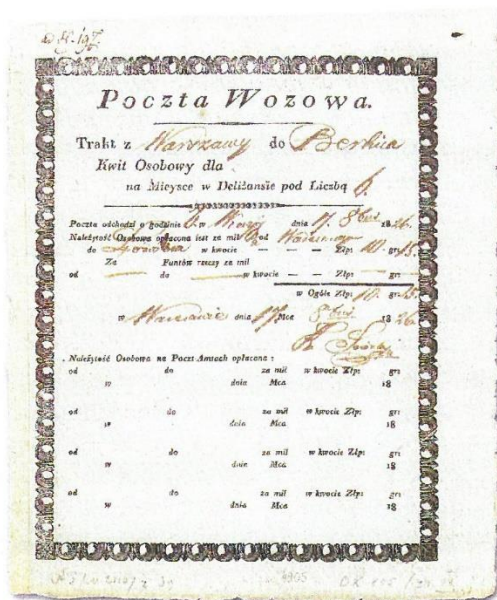 Poczta Wozowa.
Trakt z Warszawy do Berlina
Kwit Osobowy dla
na Mieysce w Deliżansie pod Liczbą 6.
Poczta odchodzi o godzinie w dnia 17. 8bra 1826.
Należytość Osobowa opłacona iest za mil od Warszawy
do w kwocie — — Złp: 10. gr: 15.
Za Funtów rzeczy za mil
od — do — w kwocie — — Złp: — gr: —
w Ogóle Złp: 10. gr: 15.
w Warszawie dnia 17. Mca 8bra 1826.
Należytość Osobowa na Poczt-Amtach opłacona:
od do za mil w kwocie Złp: gr:
w dnia Mca 18
od do za mil w kwocie Złp: gr:
w dnia Mca 18
od do za mil w kwocie Złp: gr:
w dnia Mca 18
od do za mil w kwocie Złp: gr:
w dnia Mca 18